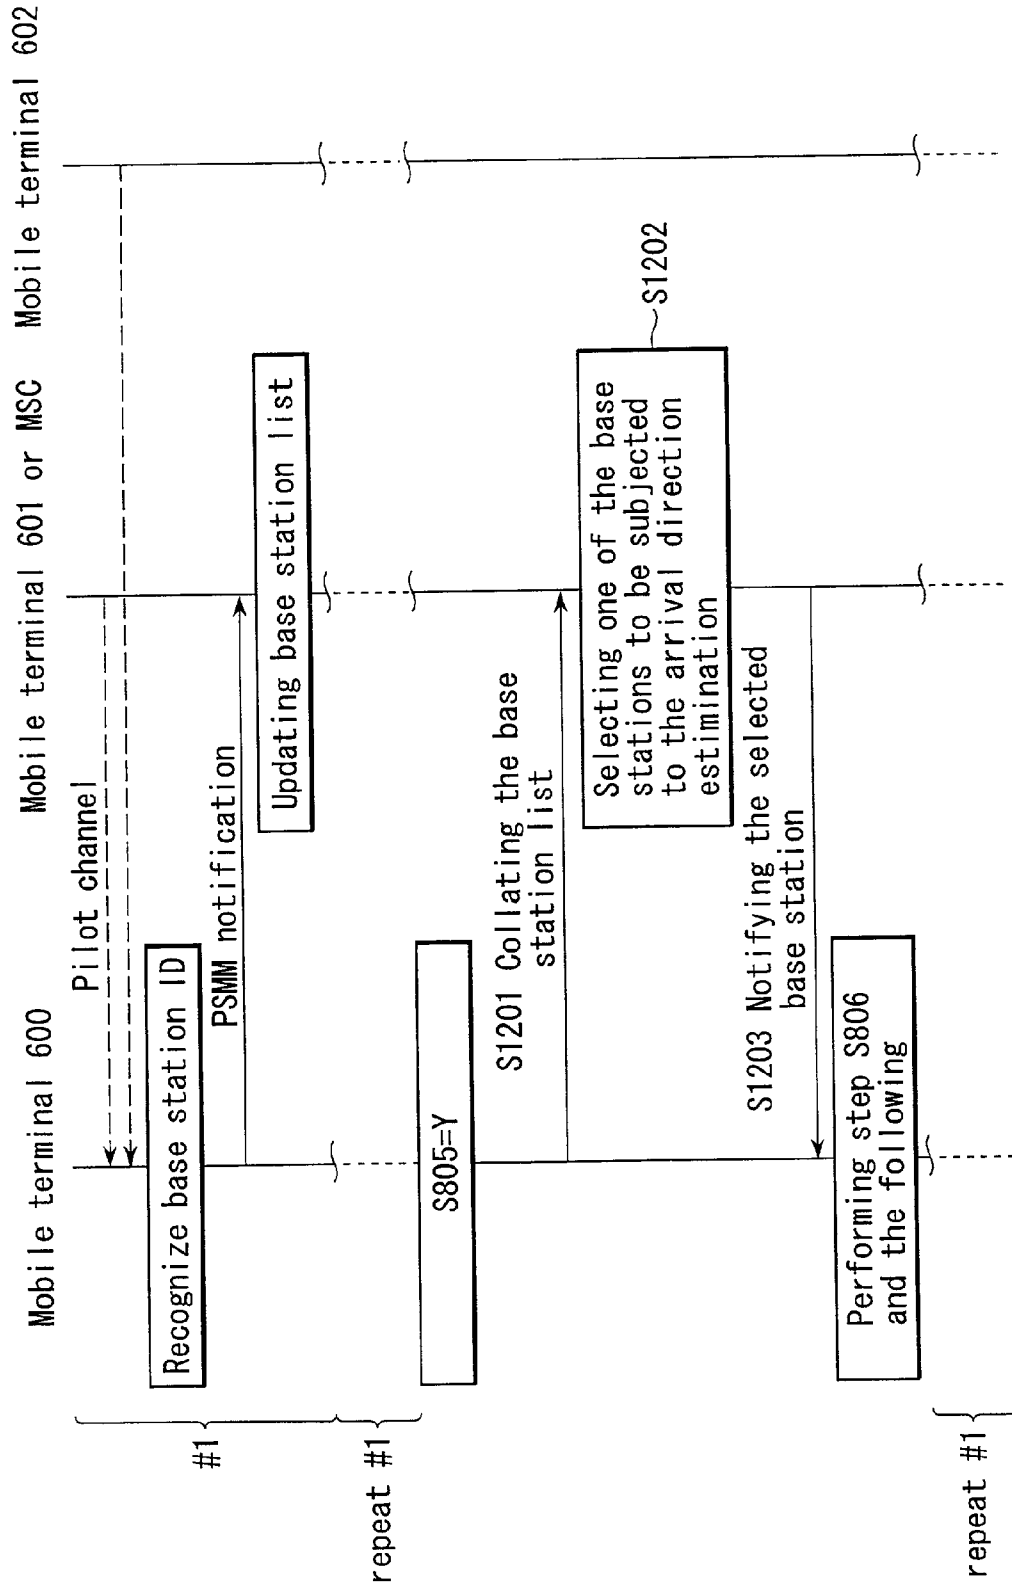 Mobile terminal 600
Mobile terminal 601 or MSC
Mobile terminal 602
Pilot channel
Recognize base station ID
PSMM notification
Updating base station list
#1
repeat #1
S805=Y
S1201 Collating the base
station list
Selecting one of the base
stations to be subjected
to the arrival direction
estimination
S1202
S1203 Notifying the selected
base station
Performing step S806
and the following
repeat #1